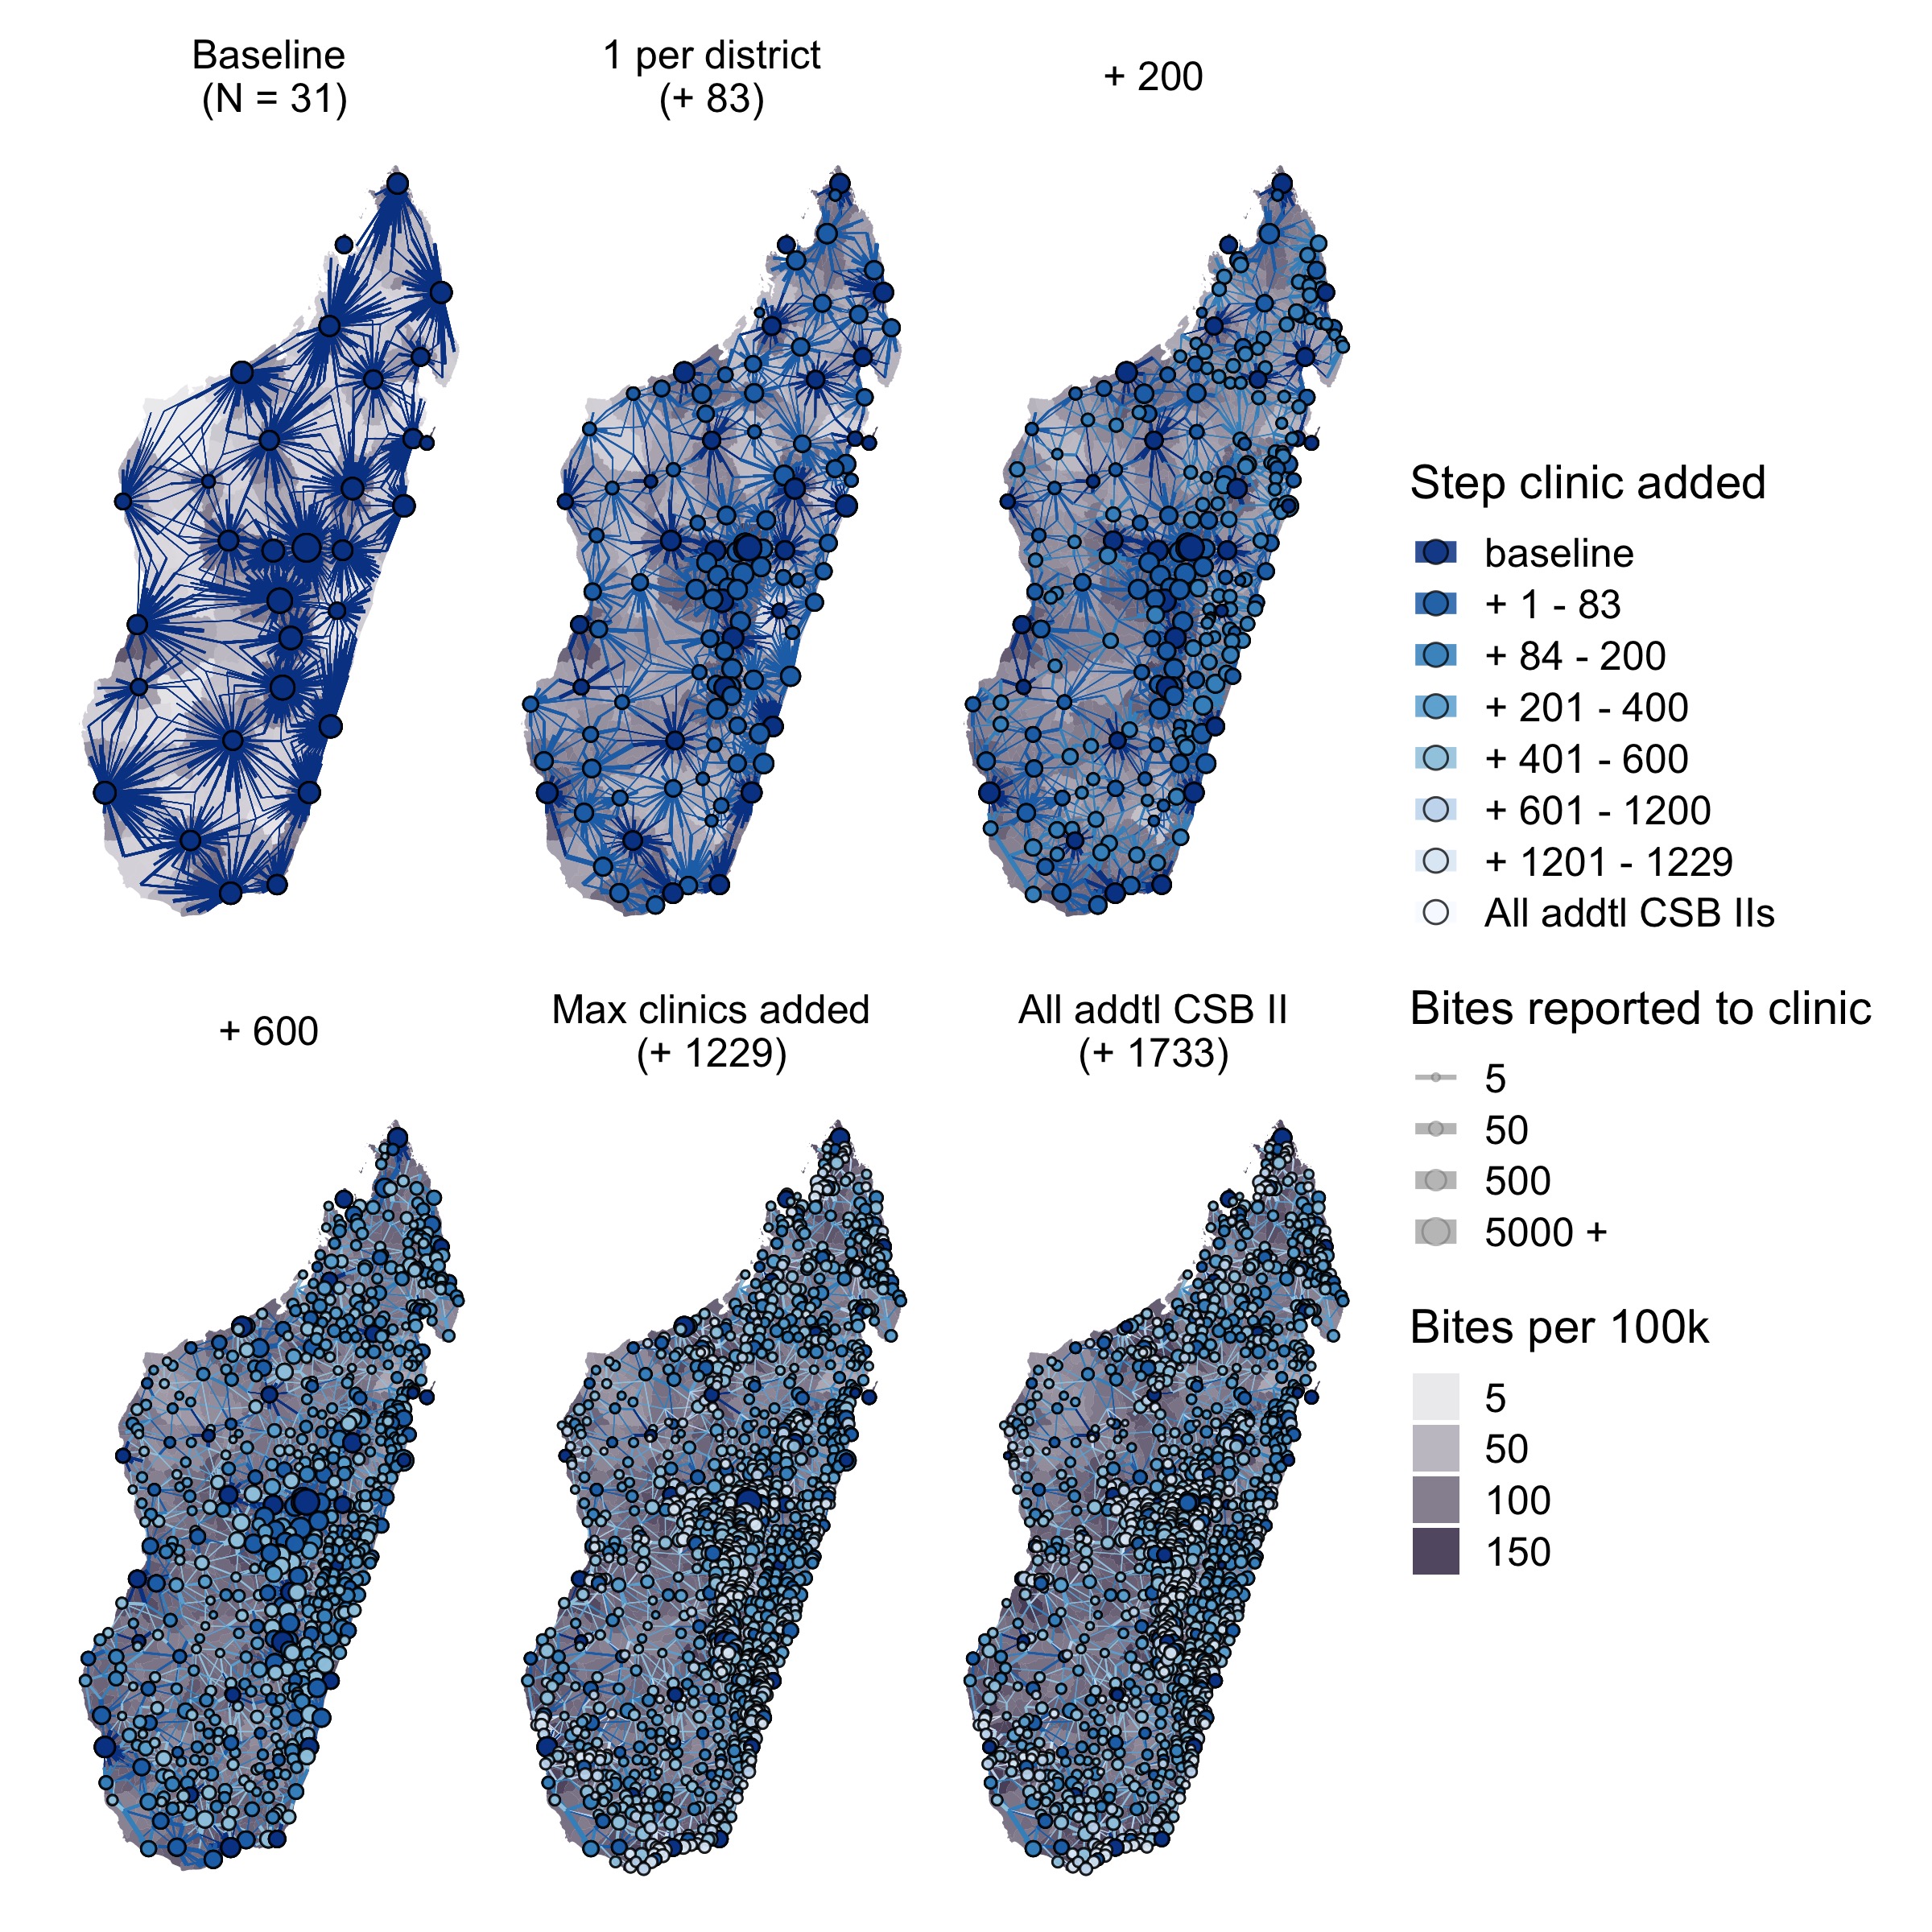 Baseline
(N = 31)
1 per district
(+ 83)
+ 200
Step clinic added
baseline
+ 1 - 83
+ 84 - 200
+ 201 - 400
+ 401 - 600
+ 601 - 1200
+ 1201 - 1229
All addtl CSB IIs
+ 600
Max clinics added
(+ 1229)
All addtl CSB II
(+ 1733)
Bites reported to clinic
5
50
500
5000 +
Bites per 100k
5
50
100
150